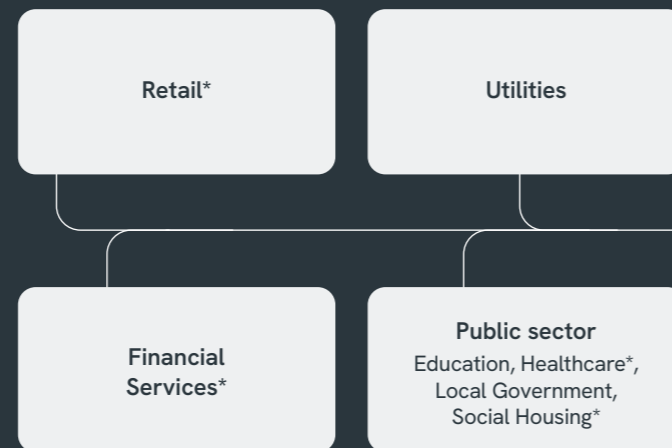 Retail*
Utilities
Financial
Services*
Public sector
Education, Healthcare*,
Local Government,
Social Housing*